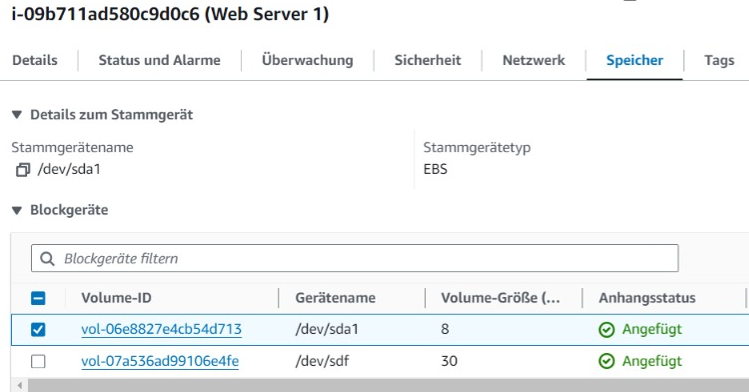 i-09b711ad580c9d0c6 (Web Server 1)
Details Status und Alarme Überwachung Sicherheit Netzwerk Speicher Tags
Details zum Stammgerät
Stammgerätename Stammgerätetyp
/dev/sda1 EBS
Blockgeräte
Blockgeräte filtern
Volume-ID Gerätename Volume-Größe (... Anhangsstatus
vol-06e8827e4cb54d713 /dev/sda1 8 Angefügt
vol-07a536ad99106e4fe /dev/sdf 30 Angefügt